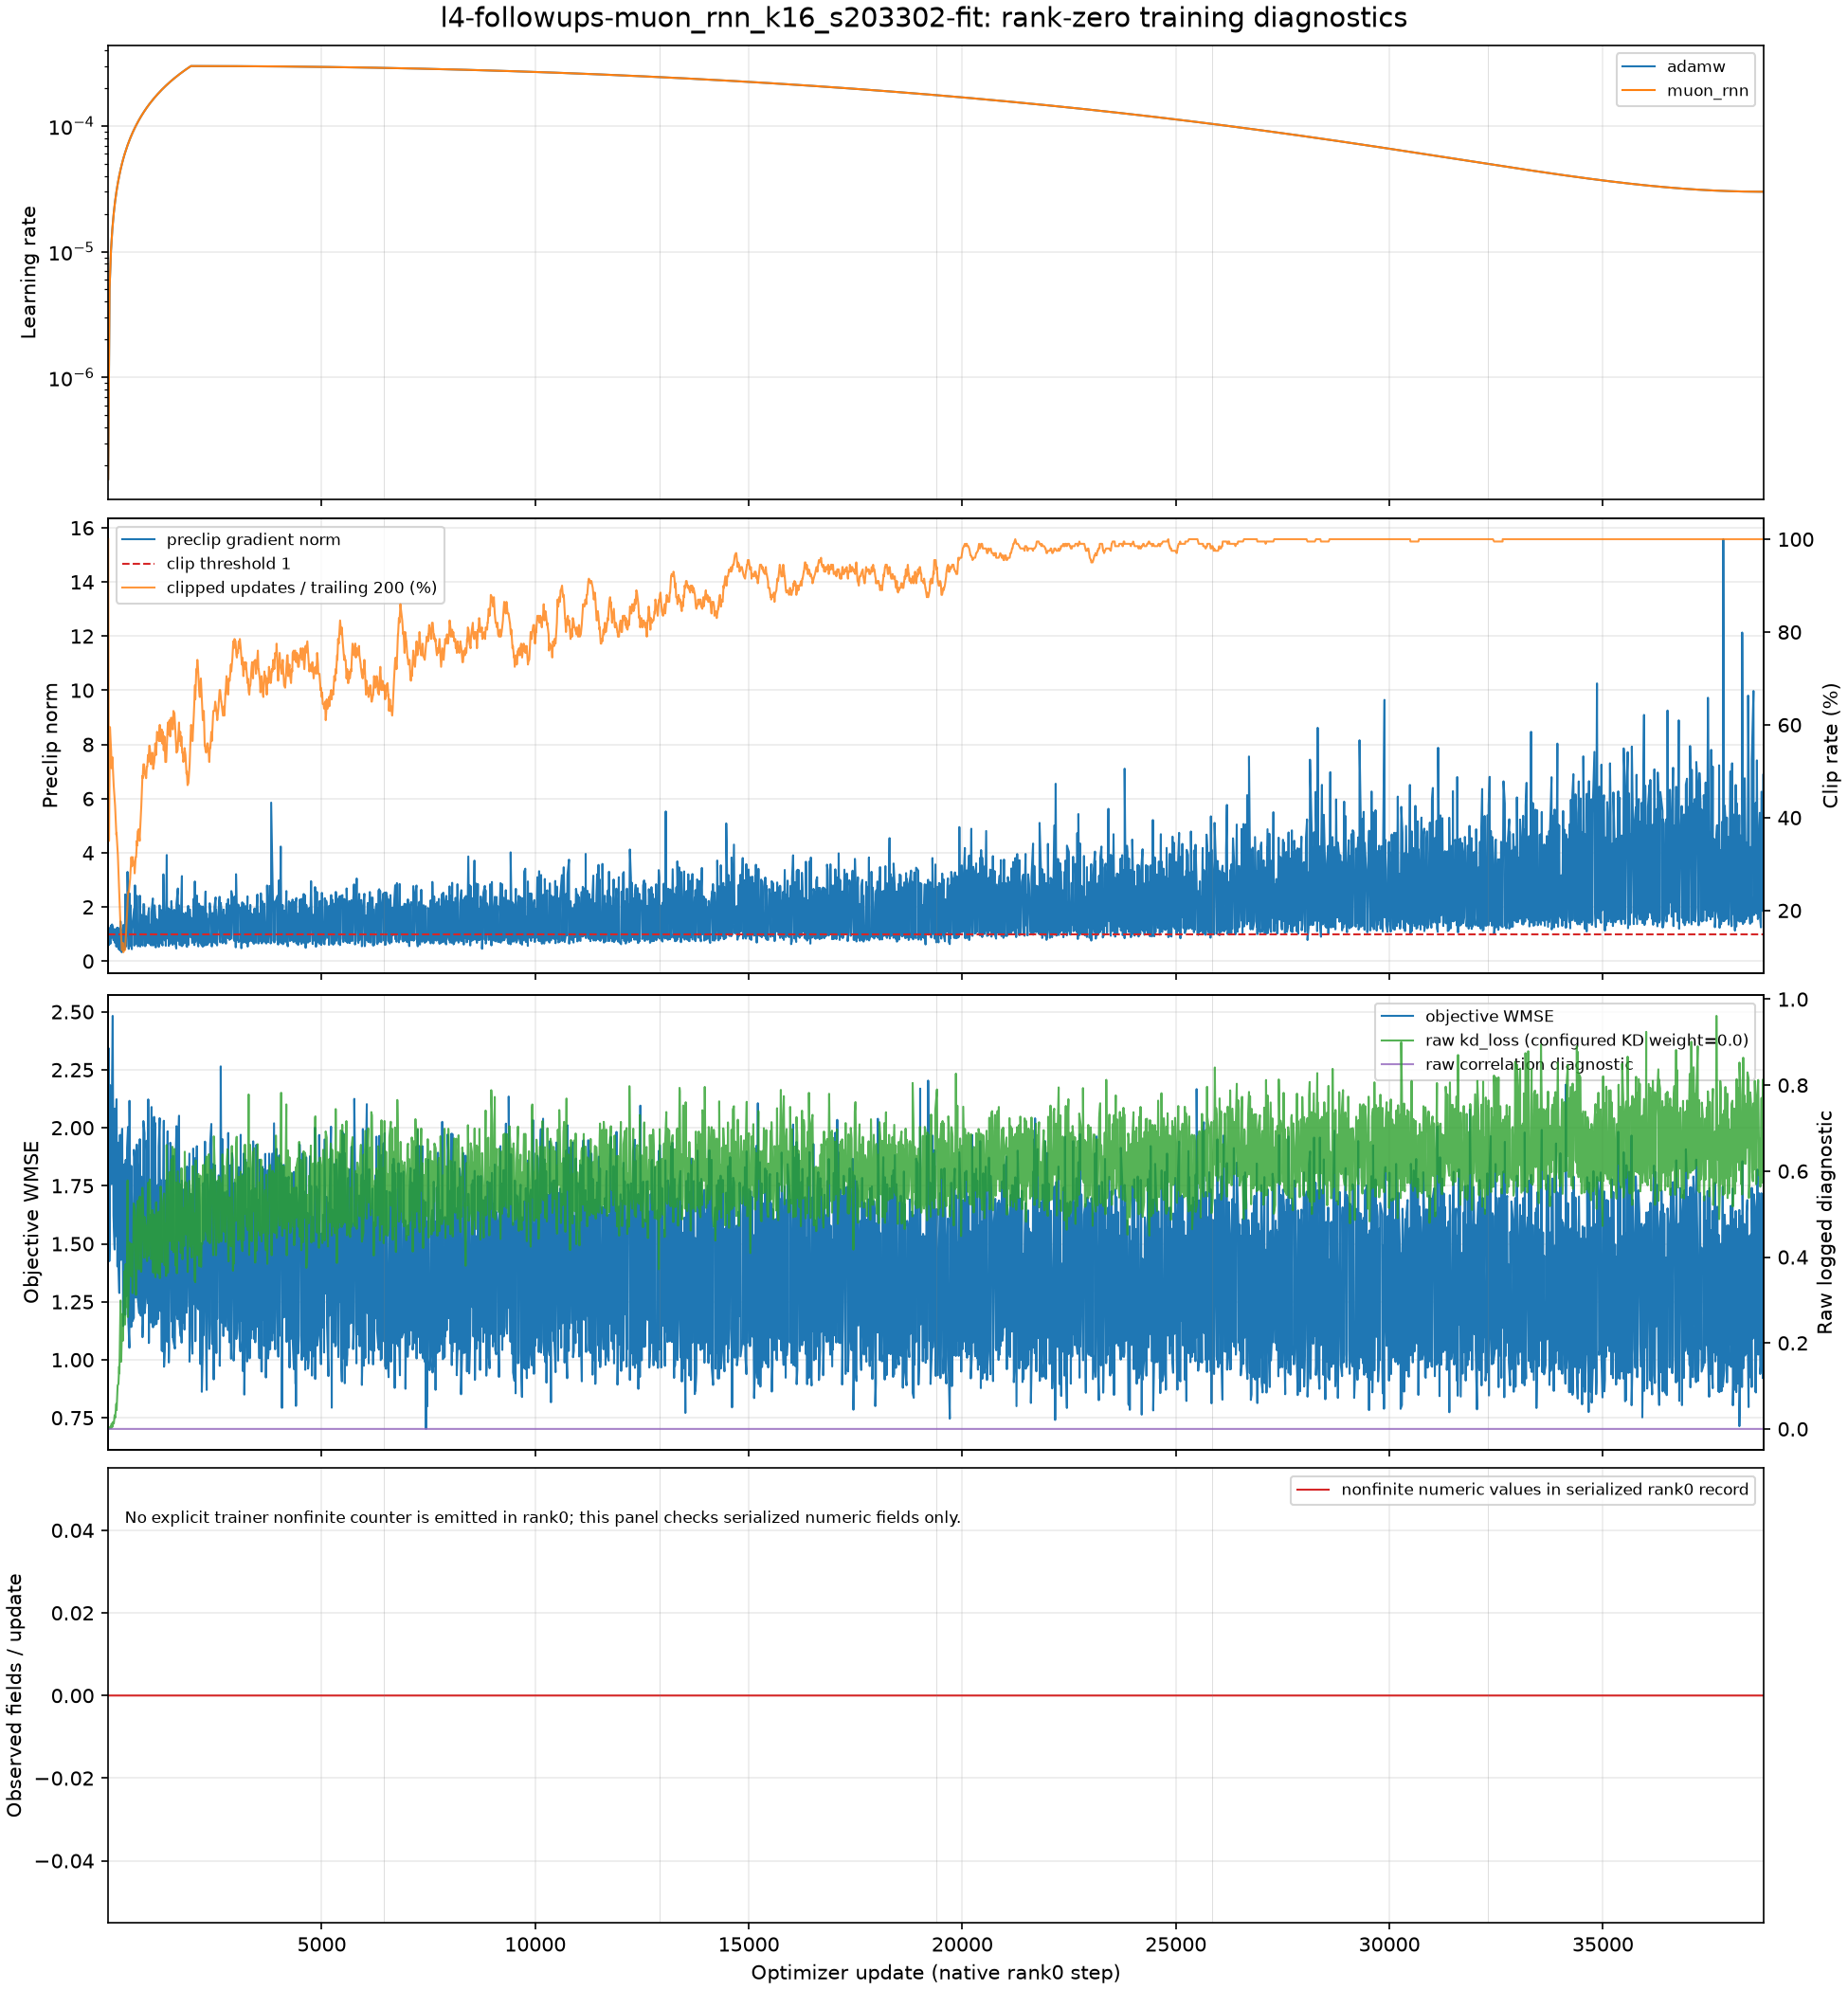 l4-followups-muon_rnn_k16_s203302-fit: rank-zero training diagnostics
Learning rate
10⁻⁴
10⁻⁵
10⁻⁶
adamw
muon_rnn
Preclip norm
16
14
12
10
8
6
4
2
0
preclip gradient norm
clip threshold 1
clipped updates / trailing 200 (%)
100
80
60
40
20
Clip rate (%)
Objective WMSE
2.50
2.25
2.00
1.75
1.50
1.25
1.00
0.75
objective WMSE
raw kd_loss (configured KD weight=0.0)
raw correlation diagnostic
1.0
0.8
0.6
0.4
0.2
0.0
Raw logged diagnostic
Observed fields / update
0.04
0.02
0.00
−0.02
−0.04
nonfinite numeric values in serialized rank0 record
No explicit trainer nonfinite counter is emitted in rank0; this panel checks serialized numeric fields only.
5000 10000 15000 20000 25000 30000 35000
Optimizer update (native rank0 step)